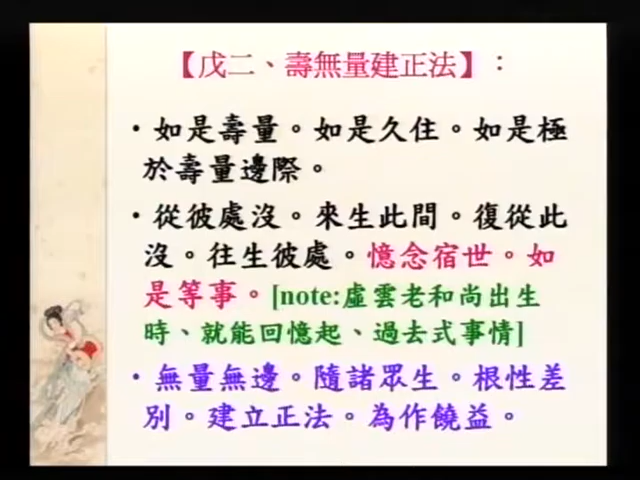 【戊二、壽無量建正法】：
・如是壽量。如是久住。如是極
於壽量邊際。
・從彼處沒。來生此間。復從此
沒。往生彼處。憶念宿世。如
是等事。[note:虛雲老和尚出生
時、就能回憶起、過去式事情]
・無量無邊。隨諸眾生。根性差
別。建立正法。為作饒益。